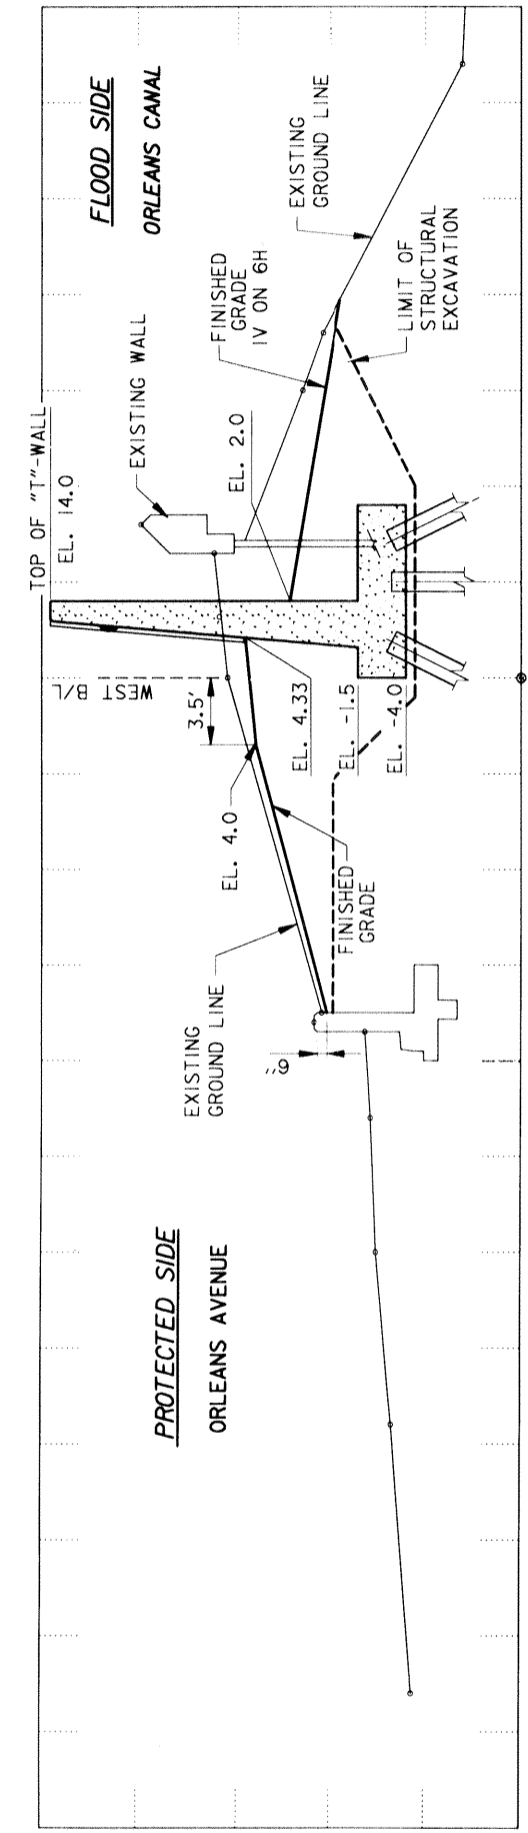 PROTECTED SIDE
ORLEANS AVENUE
FLOOD SIDE
ORLEANS CANAL
TOP OF "T"-WALL
EL. 14.0
EXISTING WALL
WEST B/L
3.5'
EL. 2.0
FINISHED
GRADE
1V ON 6H
EXISTING
GROUND LINE
LIMIT OF
STRUCTURAL
EXCAVATION
EXISTING
GROUND LINE
6"
EL. 4.0
FINISHED
GRADE
EL. 4.33
EL. -1.5
EL. -4.0